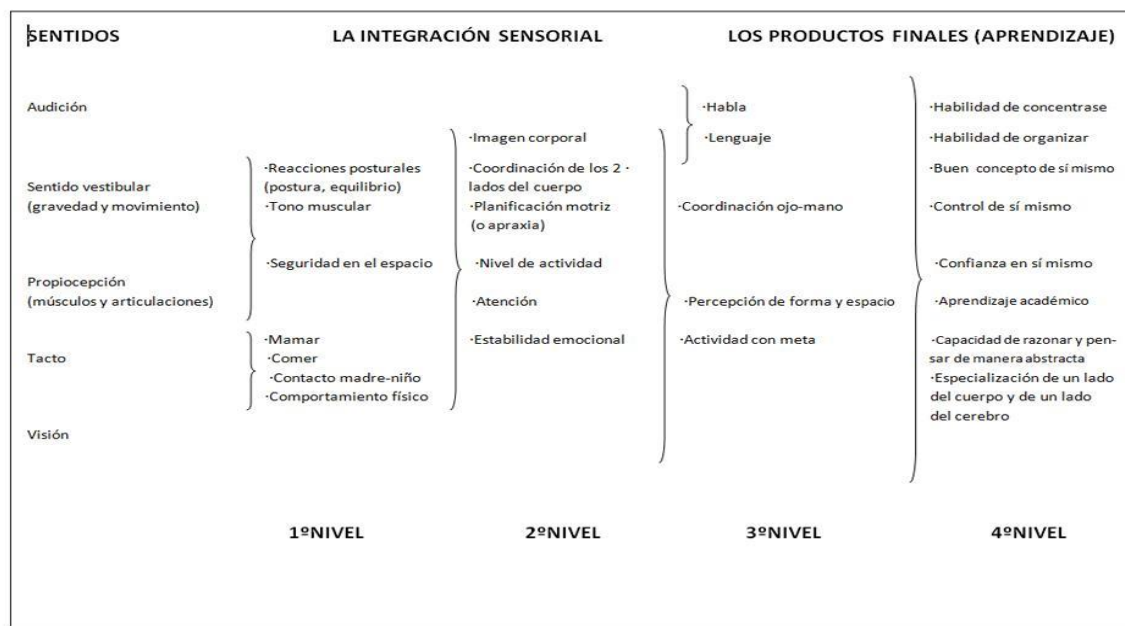 SENTIDOS
LA INTEGRACIÓN SENSORIAL
LOS PRODUCTOS FINALES (APRENDIZAJE)
Audición
Sentido vestibular
(gravedad y movimiento)
Propiocepción
(músculos y articulaciones)
Tacto
Visión
·Reacciones posturales
(postura, equilibrio)
·Tono muscular
·Seguridad en el espacio
·Mamar
·Comer
·Contacto madre-niño
·Comportamiento físico
1ºNIVEL
·Imagen corporal
·Coordinación de los 2 ·
lados del cuerpo
·Planificación motriz
(o apraxia)
·Nivel de actividad
·Atención
·Estabilidad emocional
2ºNIVEL
·Habla
·Lenguaje
·Coordinación ojo-mano
·Percepción de forma y espacio
·Actividad con meta
3ºNIVEL
·Habilidad de concentrase
·Habilidad de organizar
·Buen concepto de sí mismo
·Control de sí mismo
·Confianza en sí mismo
·Aprendizaje académico
·Capacidad de razonar y pen-
sar de manera abstracta
·Especialización de un lado
del cuerpo y de un lado
del cerebro
4ºNIVEL